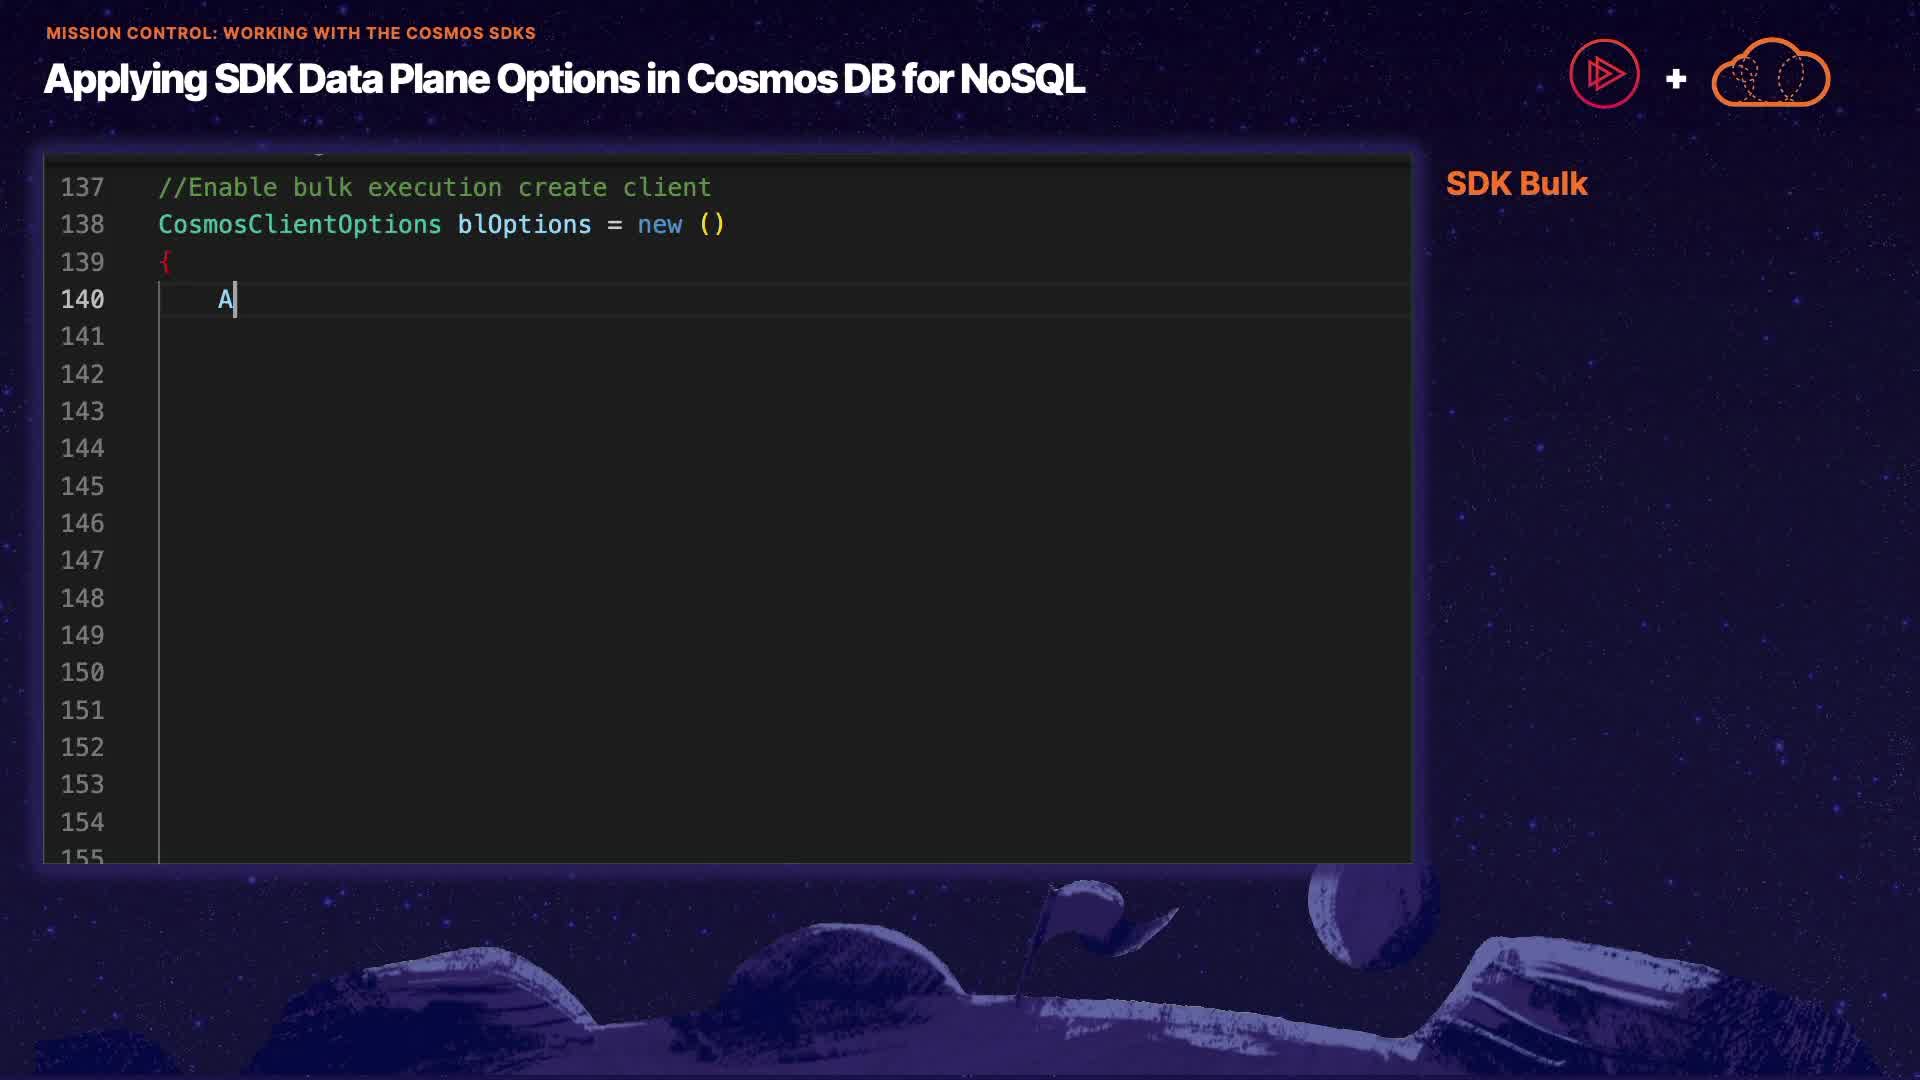 MISSION CONTROL: WORKING WITH THE COSMOS SDKS
Applying SDK Data Plane Options in Cosmos DB for NoSQL
+
SDK Bulk
137 //Enable bulk execution create client
138 CosmosClientOptions blOptions = new ()
139 {
140 A
141
142
143
144
145
146
147
148
149
150
151
152
153
154
155